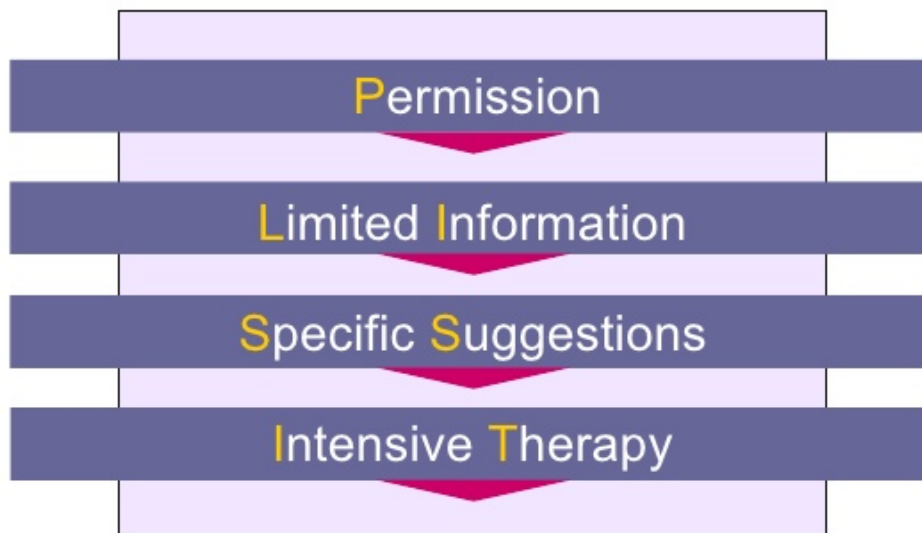 Permission
Limited Information
Specific Suggestions
Intensive Therapy